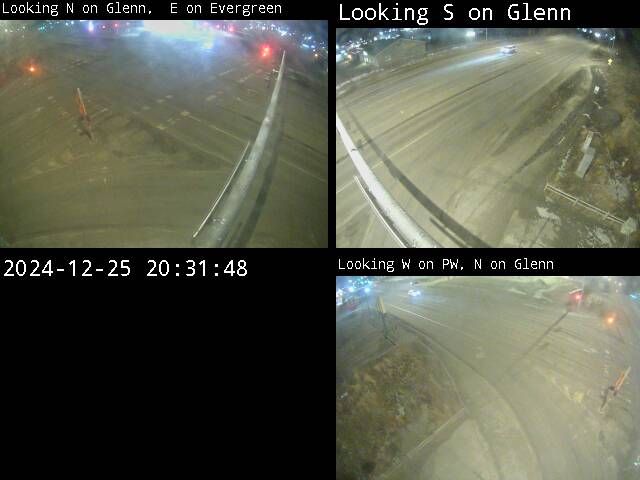 Looking N on Glenn,  E on Evergreen
Looking S on Glenn
2024-12-25 20:31:48
Looking W on PW, N on Glenn